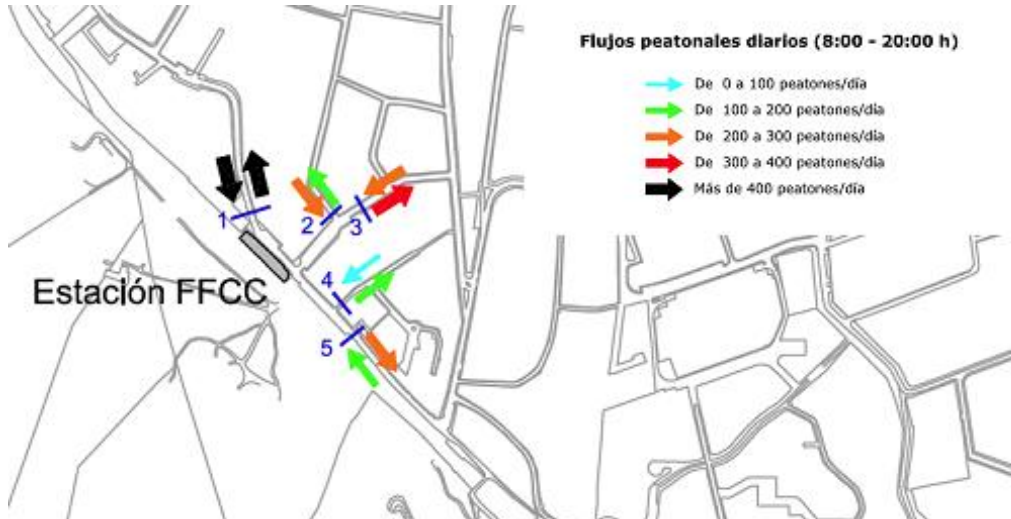 Flujos peatonales diarios (8:00 - 20:00 h)
De 0 a 100 peatones/día
De 100 a 200 peatones/día
De 200 a 300 peatones/día
De 300 a 400 peatones/día
Más de 400 peatones/día
1
2
3
4
Estación FFCC
5